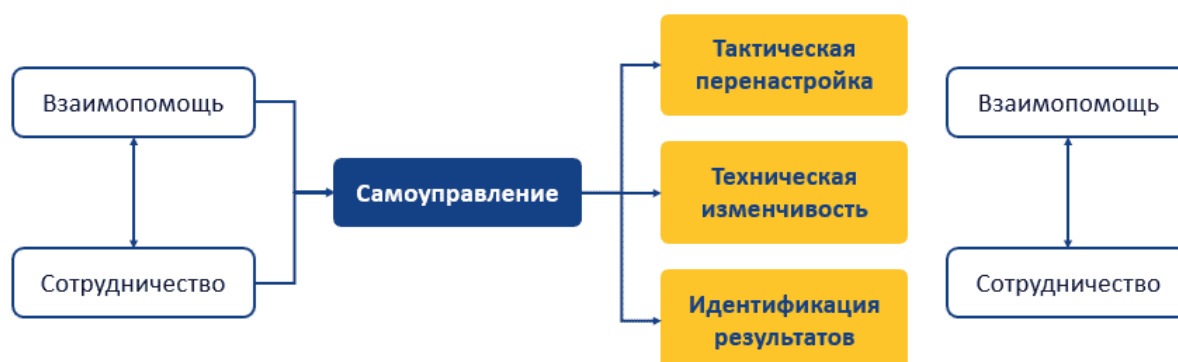 Взаимопомощь
Сотрудничество
Самоуправление
Тактическая
перенастройка
Техническая
изменчивость
Идентификация
результатов
Взаимопомощь
Сотрудничество